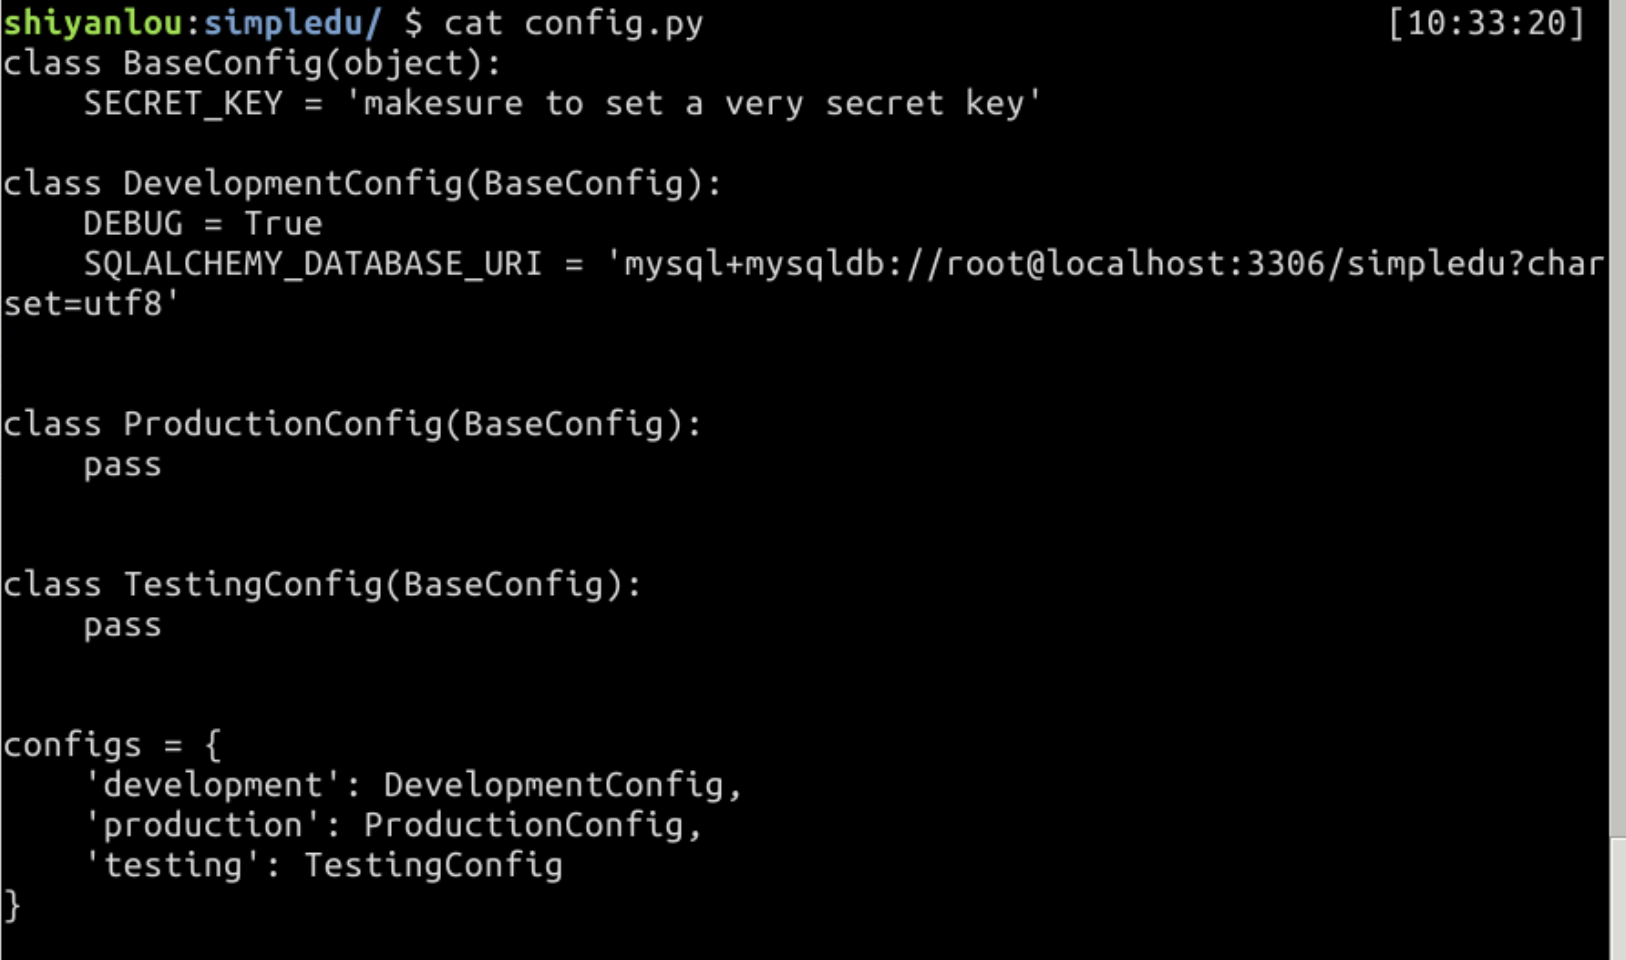 shiyanlou:simpledu/ $ cat config.py [10:33:20]
class BaseConfig(object):
    SECRET_KEY = 'makesure to set a very secret key'

class DevelopmentConfig(BaseConfig):
    DEBUG = True
    SQLALCHEMY_DATABASE_URI = 'mysql+mysqldb://root@localhost:3306/simpledu?char
set=utf8'


class ProductionConfig(BaseConfig):
    pass


class TestingConfig(BaseConfig):
    pass


configs = {
    'development': DevelopmentConfig,
    'production': ProductionConfig,
    'testing': TestingConfig
}